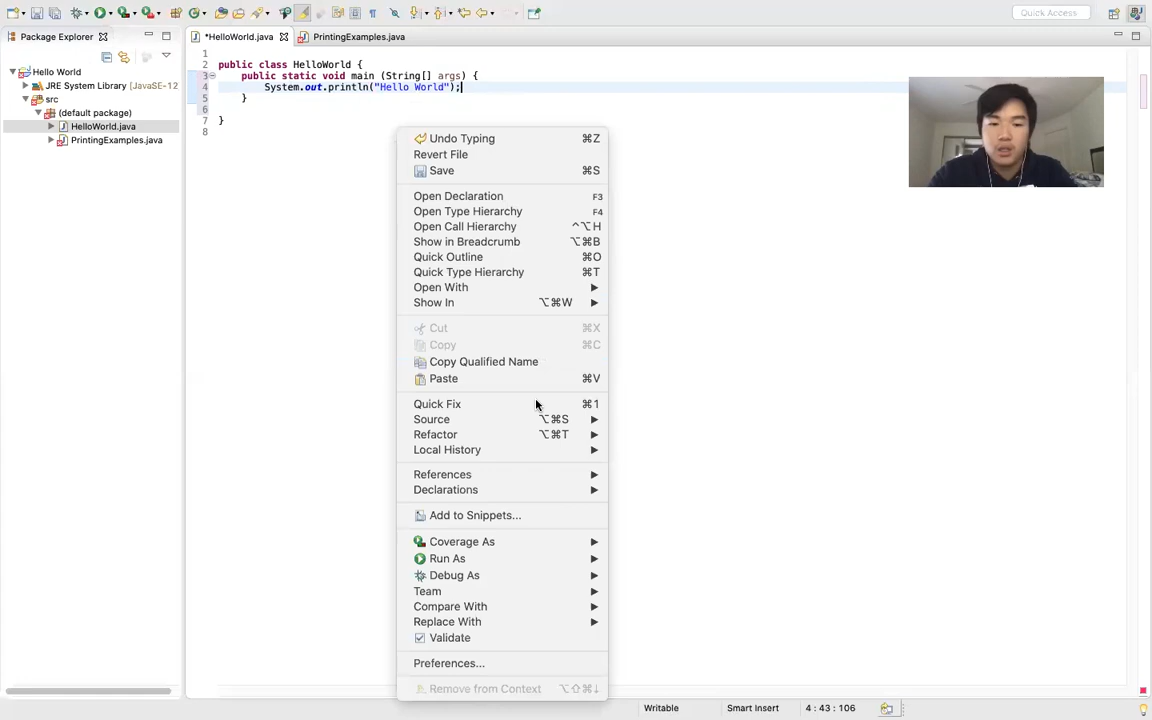 Quick Access
Package Explorer
*HelloWorld.java
PrintingExamples.java
Hello World
JRE System Library [JavaSE-12
src
(default package)
HelloWorld.java
PrintingExamples.java
1
2 public class HelloWorld {
3 public static void main (String[] args) {
4 System.out.println("Hello World");
5 }
6
7 }
8
Undo Typing ⌘Z
Revert File
Save ⌘S
Open Declaration F3
Open Type Hierarchy F4
Open Call Hierarchy ^⌥H
Show in Breadcrumb ⌥⌘B
Quick Outline ⌘O
Quick Type Hierarchy ⌘T
Open With
Show In ⌥⌘W
Cut ⌘X
Copy ⌘C
Copy Qualified Name
Paste ⌘V
Quick Fix ⌘1
Source ⌥⌘S
Refactor ⌥⌘T
Local History
References
Declarations
Add to Snippets...
Coverage As
Run As
Debug As
Team
Compare With
Replace With
Validate
Preferences...
Remove from Context ⌥⇧⌘↓
Writable
Smart Insert
4 : 43 : 106